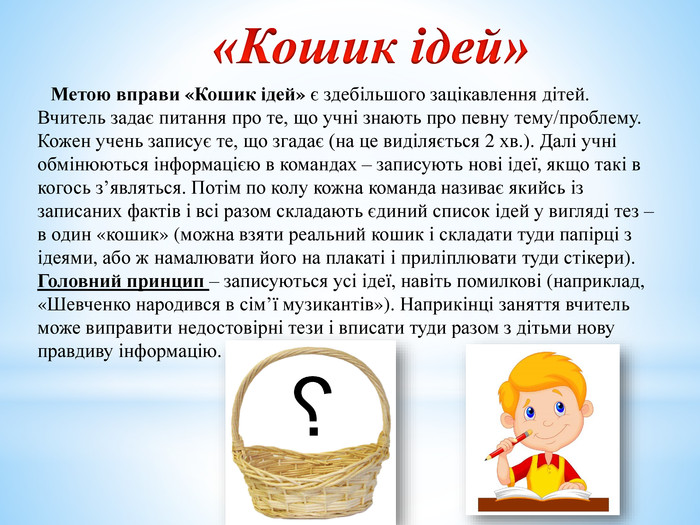 «Кошик ідей»
Метою вправи «Кошик ідей» є здебільшого зацікавлення дітей.
Вчитель задає питання про те, що учні знають про певну тему/проблему.
Кожен учень записує те, що згадає (на це виділяється 2 хв.). Далі учні
обмінюються інформацією в командах – записують нові ідеї, якщо такі в
когось з’являться. Потім по колу кожна команда називає якийсь із
записаних фактів і всі разом складають єдиний список ідей у вигляді тез –
в один «кошик» (можна взяти реальний кошик і складати туди папірці з
ідеями, або ж намалювати його на плакаті і приліплювати туди стікери).
Головний принцип – записуються усі ідеї, навіть помилкові (наприклад,
«Шевченко народився в сім’ї музикантів»). Наприкінці заняття вчитель
може виправити недостовірні тези і вписати туди разом з дітьми нову
правдиву інформацію.
؟